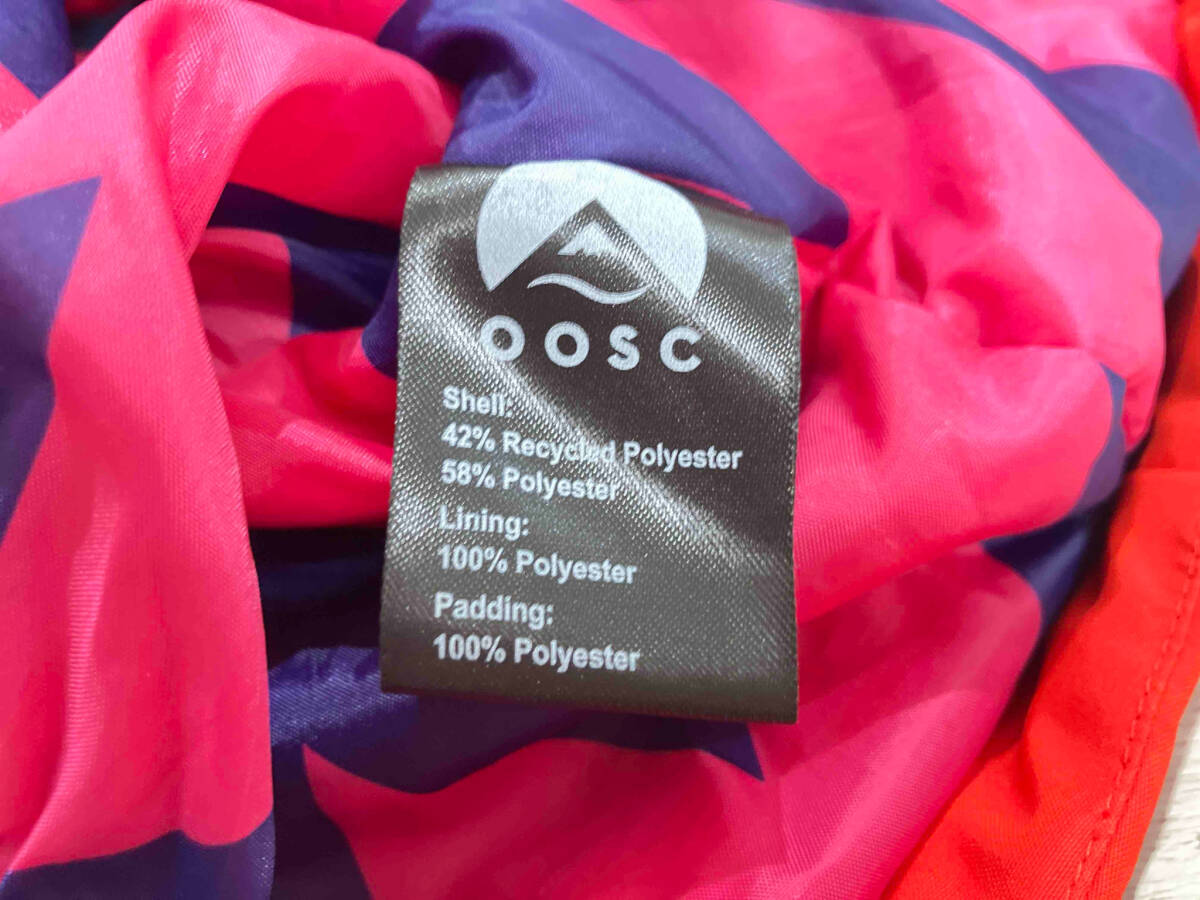 OOSC
Shell:
42% Recycled Polyester
58% Polyester
Lining:
100% Polyester
Padding:
100% Polyester